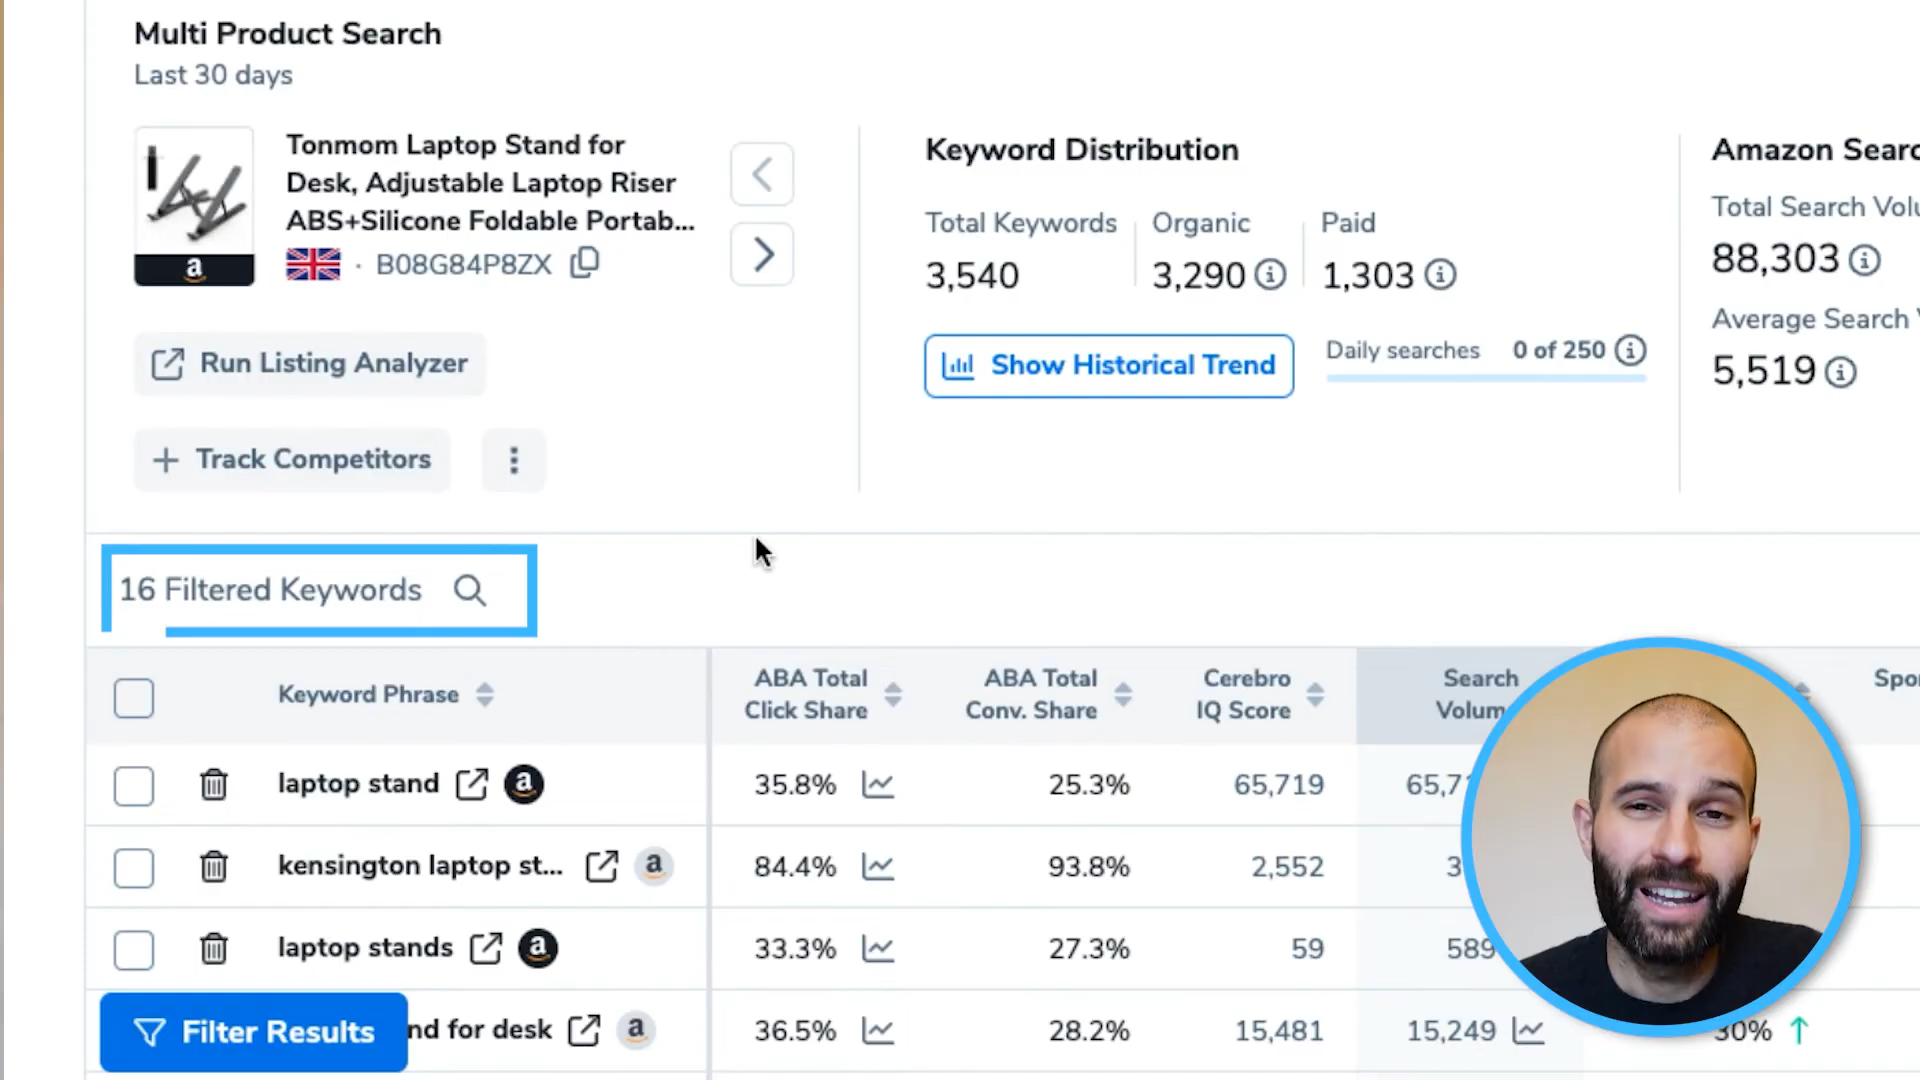 Multi Product Search
Last 30 days
Tonmom Laptop Stand for
Desk, Adjustable Laptop Riser
ABS+Silicone Foldable Portab...
· B08G84P8ZX
Run Listing Analyzer
Track Competitors
Keyword Distribution
Total Keywords
3,540
Organic
3,290
Paid
1,303
Show Historical Trend
Daily searches 0 of 250
Amazon
Total Search
88,303
Average Search
5,519
16 Filtered Keywords
Keyword Phrase
ABA Total
Click Share
ABA Total
Conv. Share
Cerebro
IQ Score
Search
laptop stand a 35.8% 25.3% 65,719
kensington laptop st... a 84.4% 93.8% 2,552
laptop stands a 33.3% 27.3% 59 589
for desk a 36.5% 28.2% 15,481 15,249 30%
Filter Results